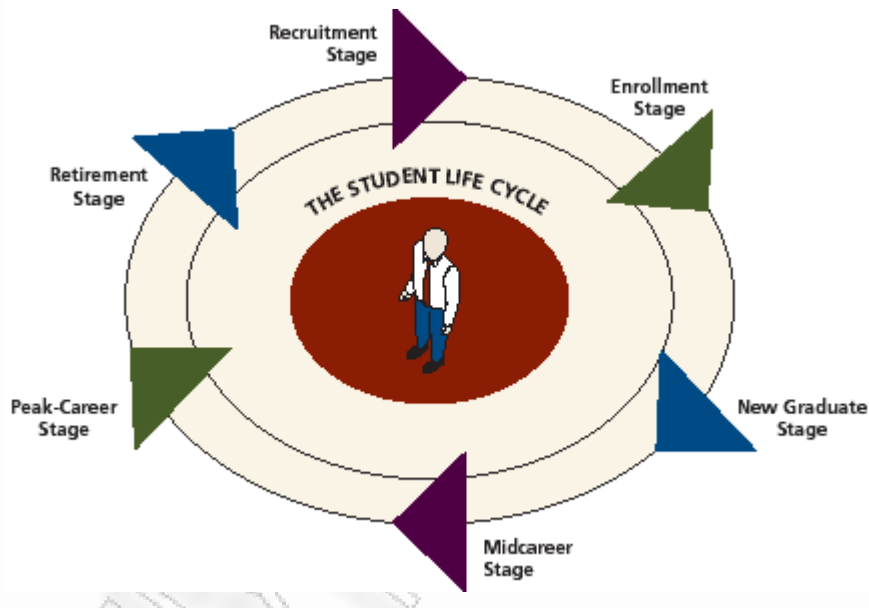 Recruitment
Stage
Enrollment
Stage
Retirement
Stage
THE STUDENT LIFE CYCLE
Peak-Career
Stage
New Graduate
Stage
Midcareer
Stage